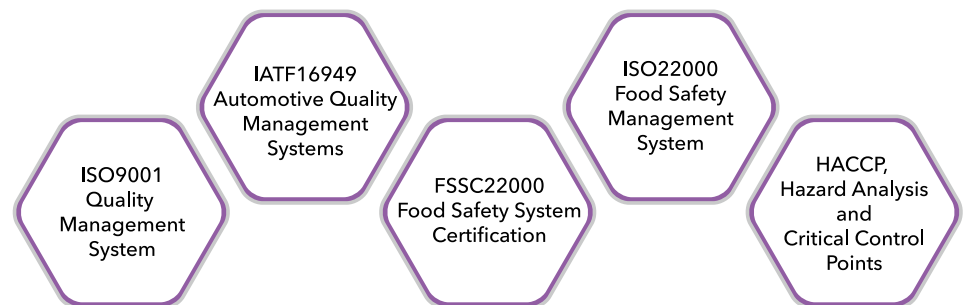 ISO9001
Quality
Management
System
IATF16949
Automotive Quality
Management
Systems
FSSC22000
Food Safety System
Certification
ISO22000
Food Safety
Management
System
HACCP,
Hazard Analysis
and
Critical Control
Points